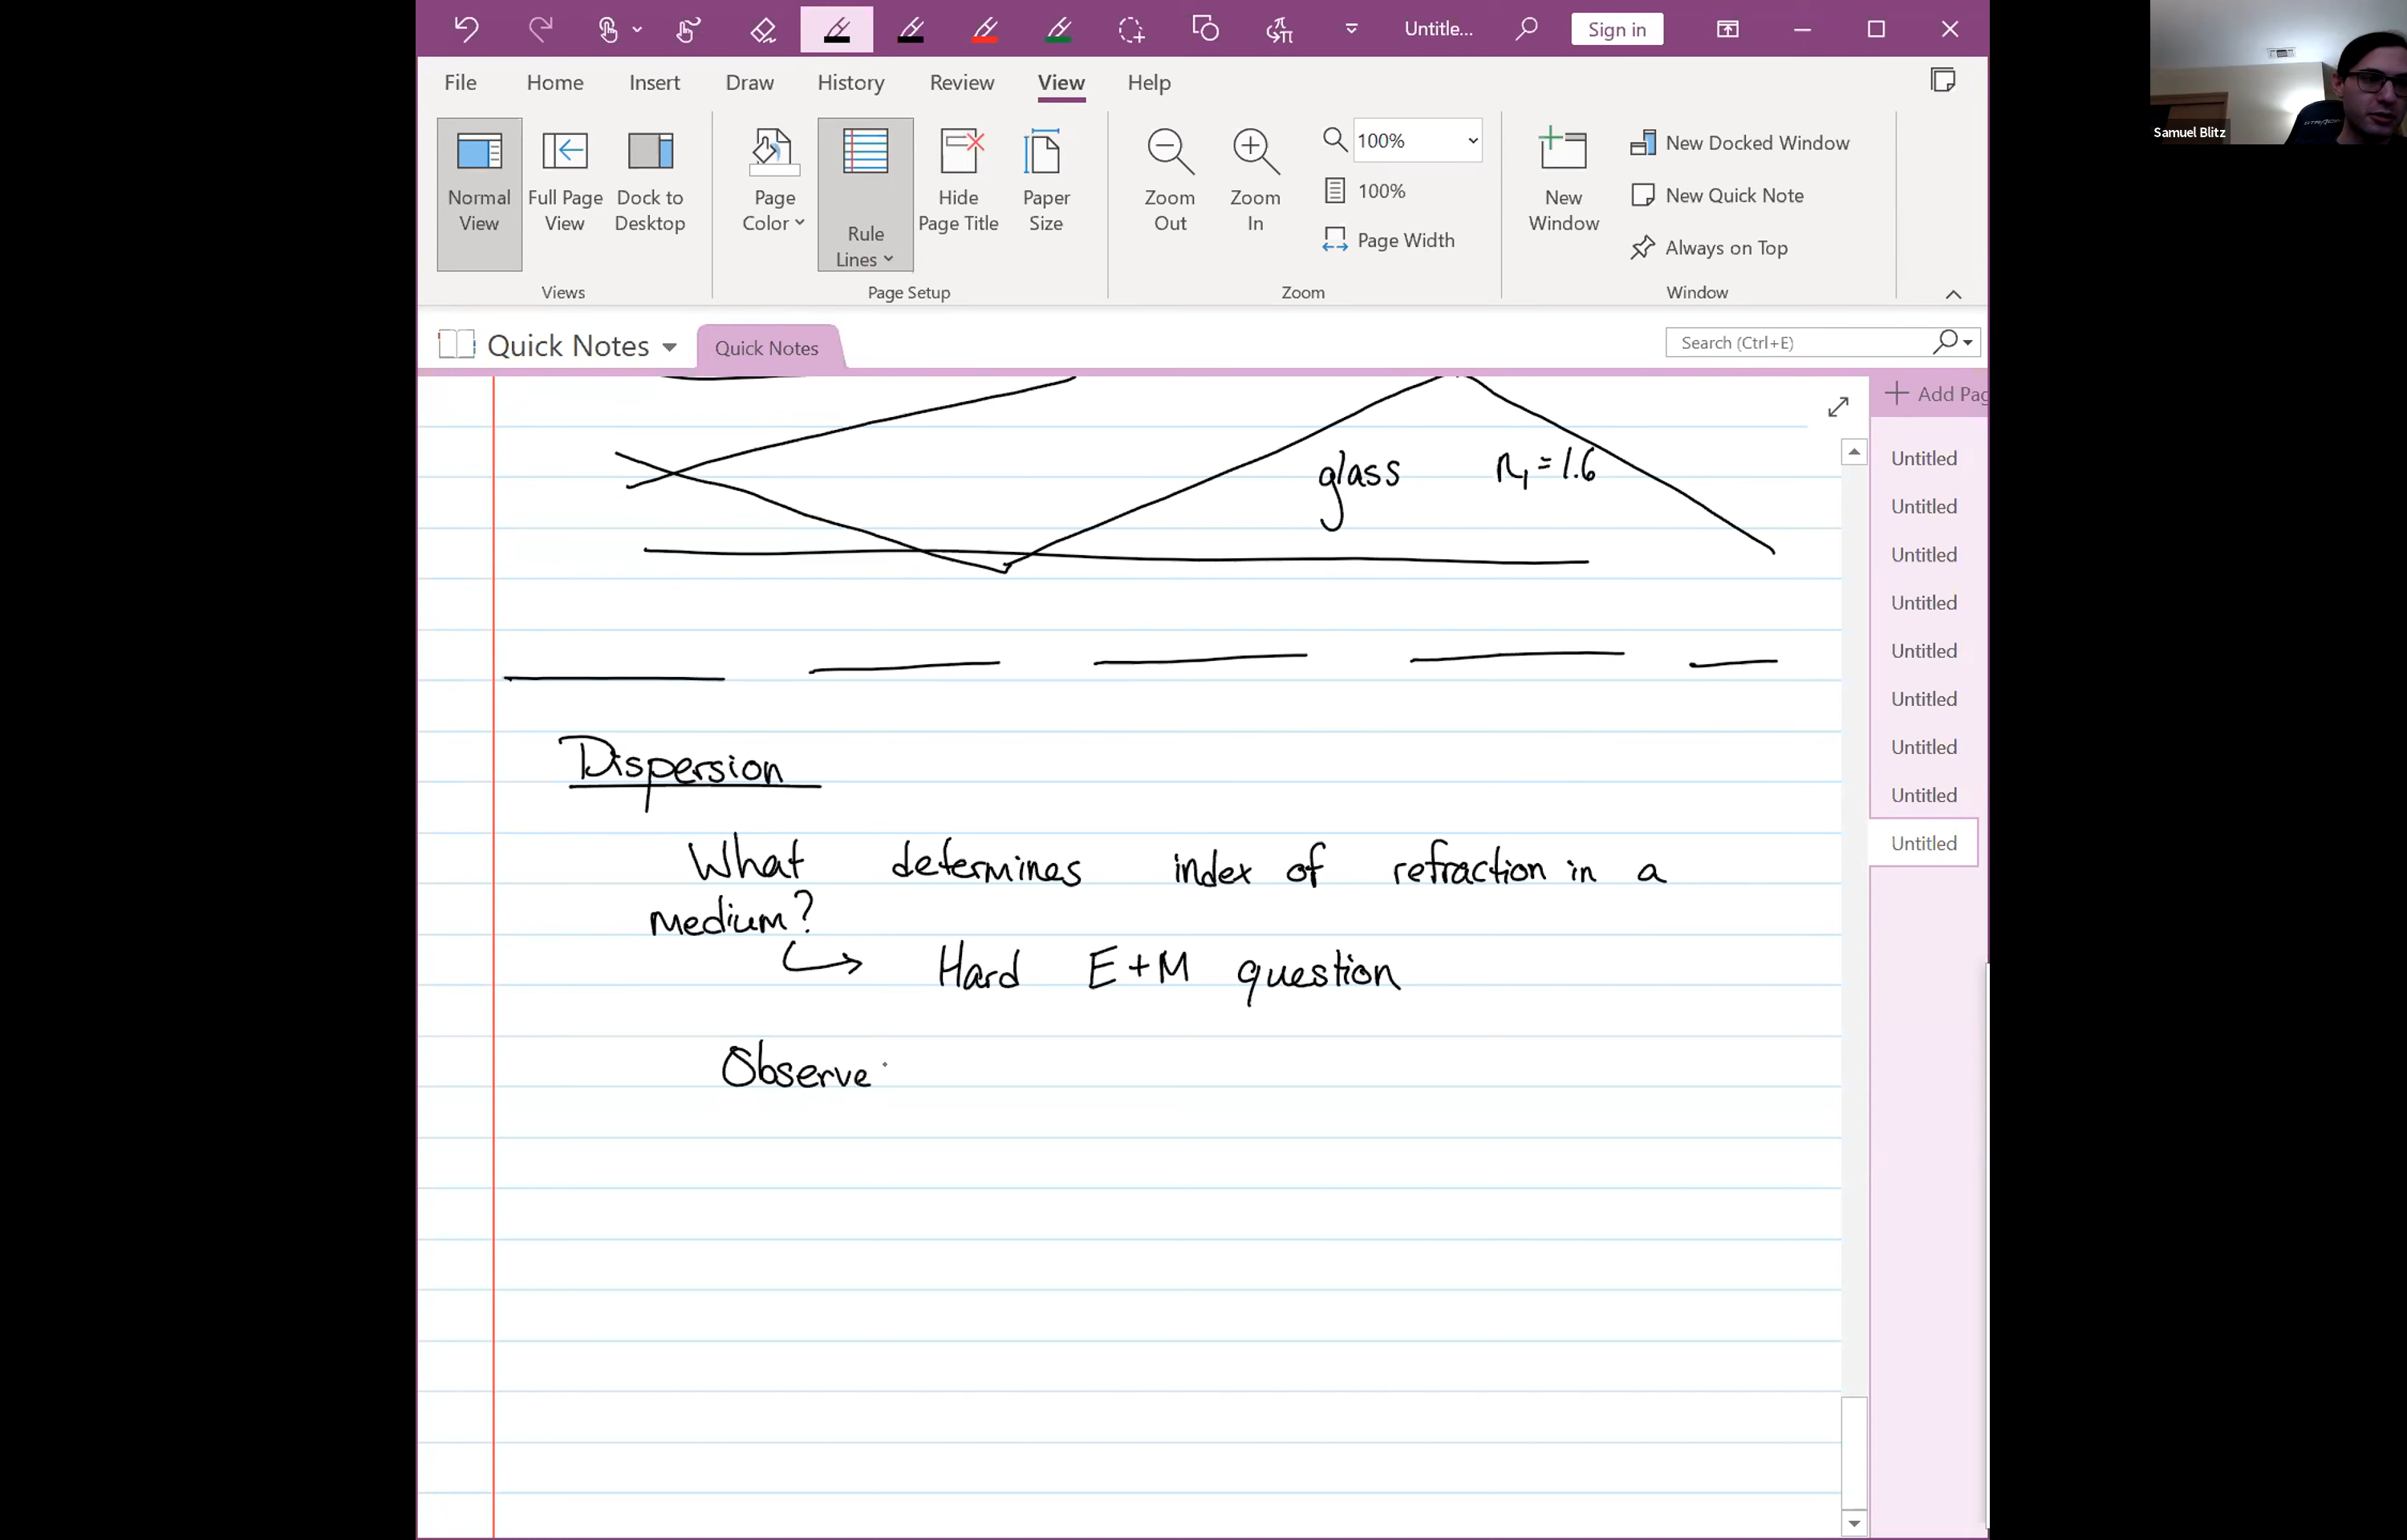 Untitle...
Sign in
File Home Insert Draw History Review View Help
Normal View
Full Page View
Dock to Desktop
Views
Page Color
Rule Lines
Hide Page Title
Paper Size
Page Setup
Zoom Out
Zoom In
100%
100%
Page Width
Zoom
New Window
New Docked Window
New Quick Note
Always on Top
Window
Quick Notes
Quick Notes
Search (Ctrl+E)
Add Pag
Untitled
Untitled
Untitled
Untitled
Untitled
Untitled
Untitled
Untitled
Untitled
glass n₁ = 1.6
Dispersion
What determines index of refraction in a
medium?
↳ Hard E+M question
Observe
Samuel Blitz